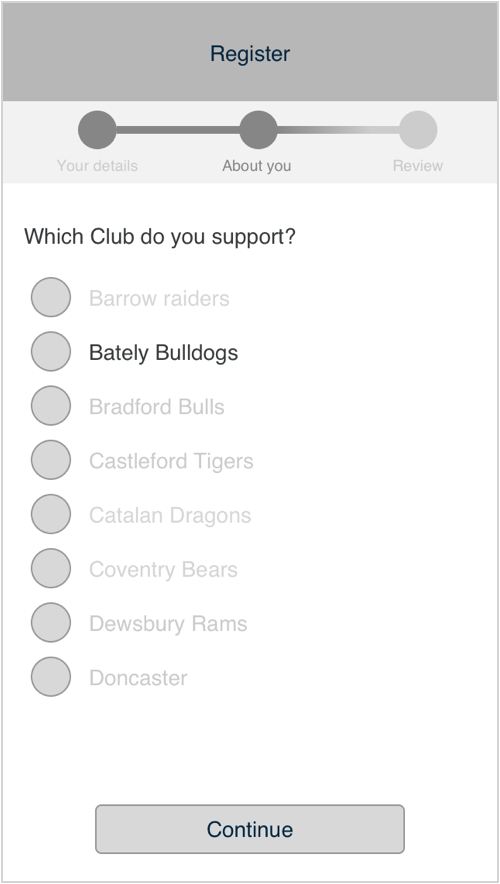 Register
Your details About you Review
Which Club do you support?
Barrow raiders
Bately Bulldogs
Bradford Bulls
Castleford Tigers
Catalan Dragons
Coventry Bears
Dewsbury Rams
Doncaster
Continue